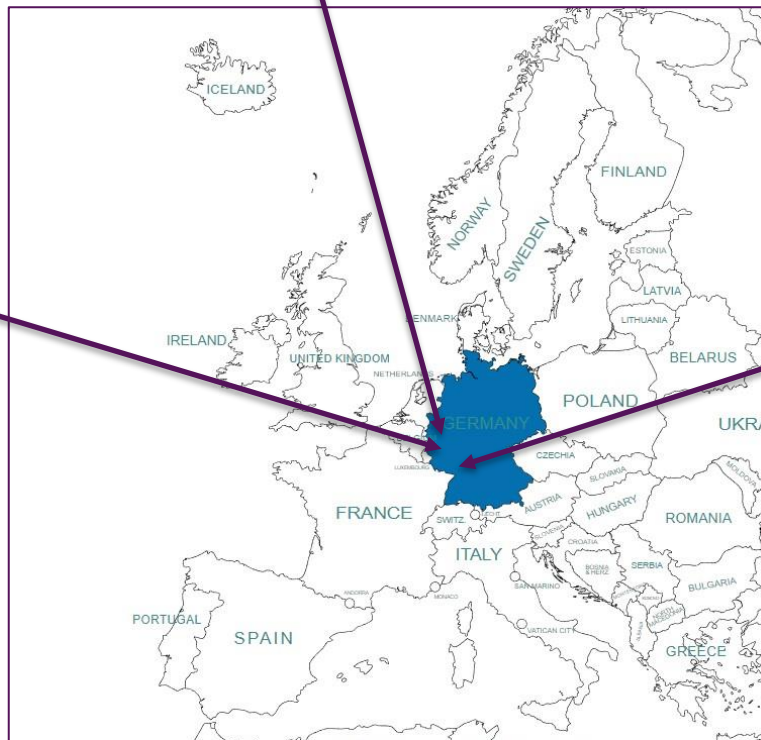 ICELAND
FINLAND
NORWAY
SWEDEN
ESTONIA
LATVIA
LITHUANIA
DENMARK
IRELAND
UNITED KINGDOM
BELARUS
NETHERLANDS
POLAND
GERMANY
UKRA
CZECHIA
LUXEMBOURG
SLOVAKIA
MOLDOVA
AUSTRIA
HUNGARY
FRANCE
SWITZ.
LIECHT.
ROMANIA
SLOVENIA
CROATIA
ITALY
BOSNIA
& HERZ.
SERBIA
SAN MARINO
BULGARIA
ANDORRA
MONACO
PORTUGAL
NORTH
MACEDONIA
VATICAN CITY
SPAIN
GREECE